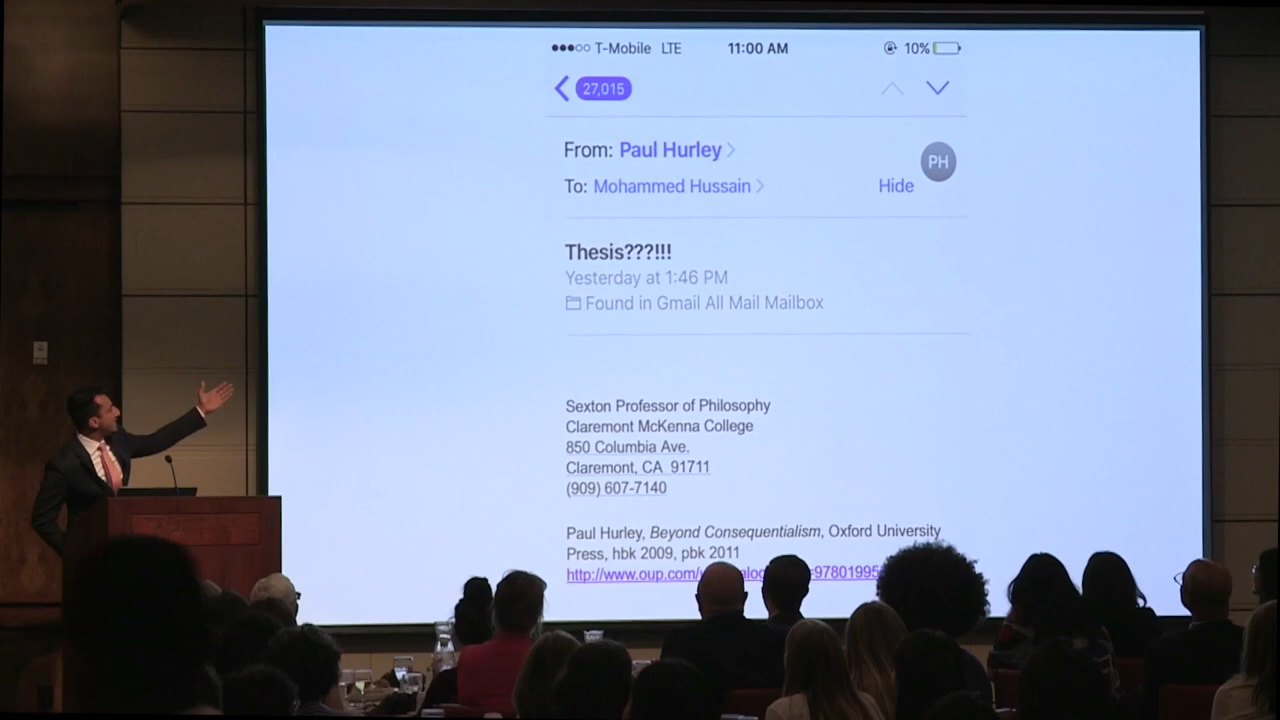 ●●●○○ T-Mobile LTE 11:00 AM 10%
27,015
From: Paul Hurley >
PH
To: Mohammed Hussain > Hide
Thesis???!!!
Yesterday at 1:46 PM
Found in Gmail All Mail Mailbox
Sexton Professor of Philosophy
Claremont McKenna College
850 Columbia Ave.
Claremont, CA 91711
(909) 607-7140
Paul Hurley, Beyond Consequentialism, Oxford University
Press, hbk 2009, pbk 2011
http://www.oup.com/